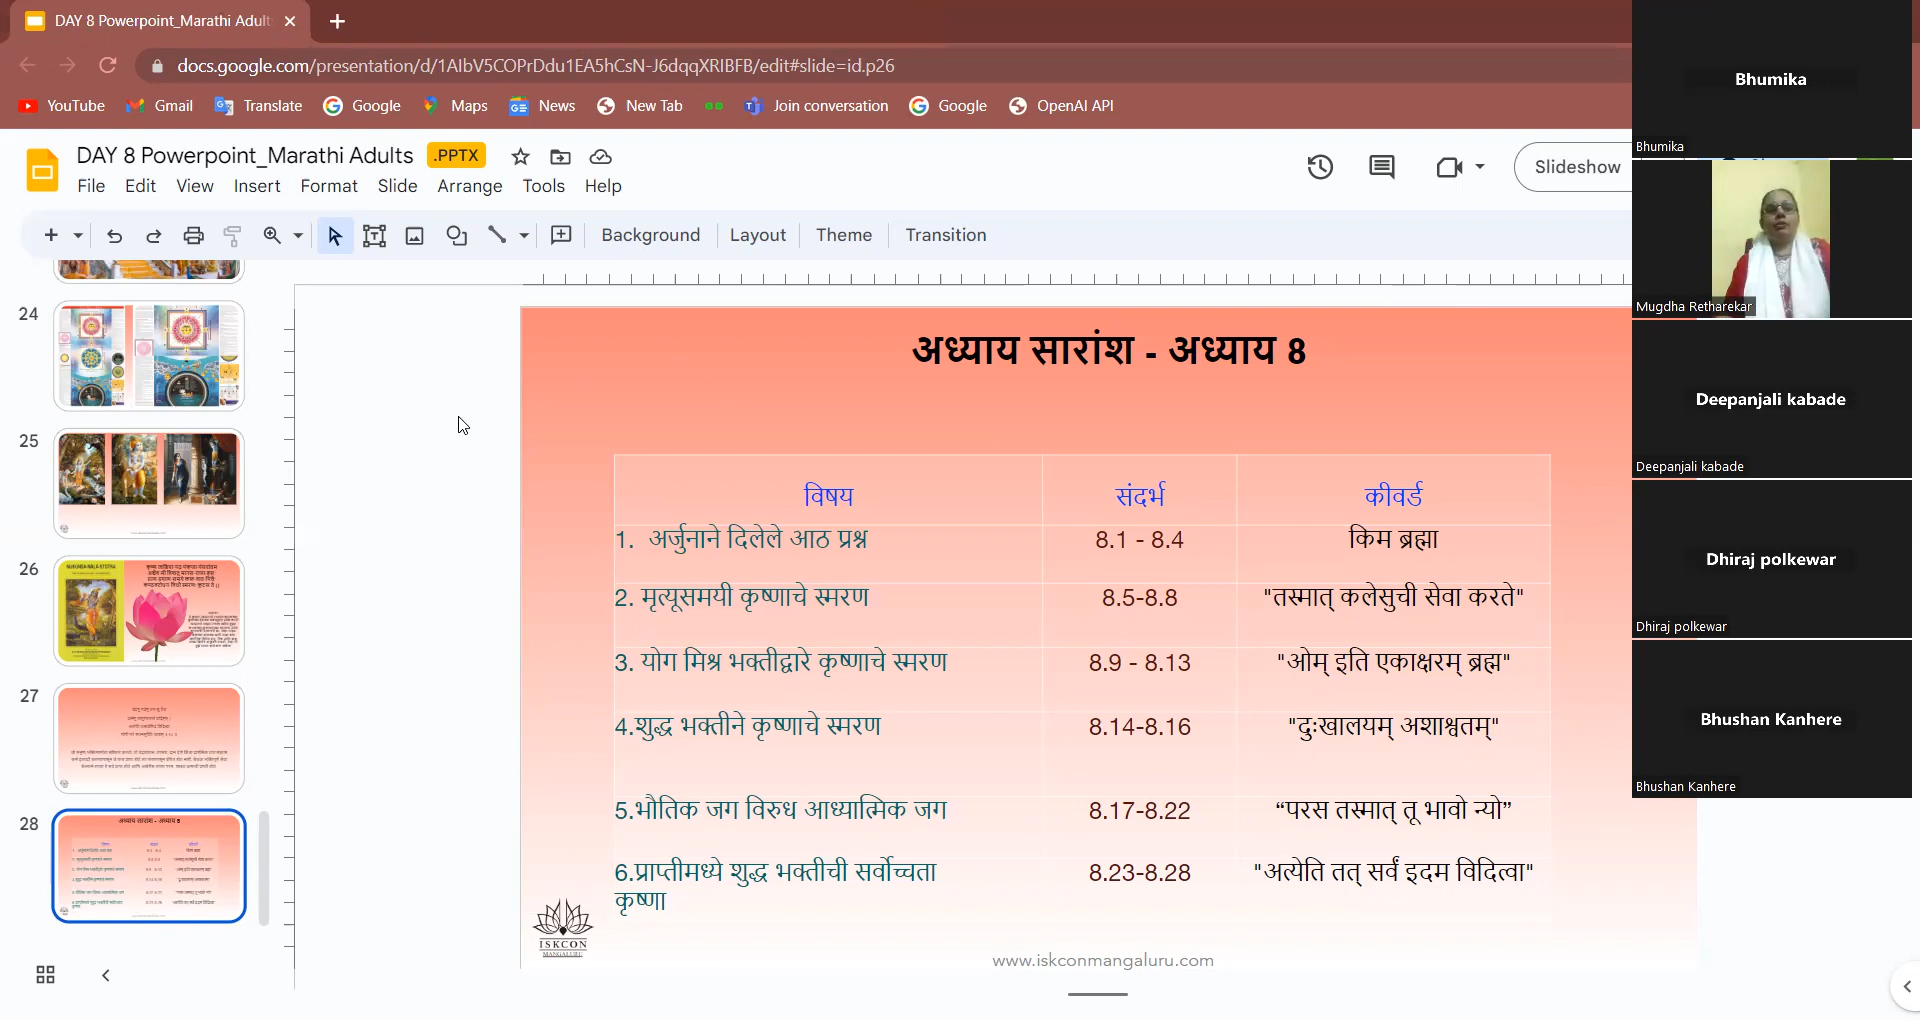 DAY 8 Powerpoint_Marathi Adult
docs.google.com/presentation/d/1AIbV5COPrDdu1EA5hCsN-J6dqqXRIBFB/edit#slide=id.p26
YouTube Gmail Translate Google Maps News New Tab Join conversation Google OpenAI API
DAY 8 Powerpoint_Marathi Adults .PPTX
File Edit View Insert Format Slide Arrange Tools Help
Slideshow
Background Layout Theme Transition
24
25
26
27
28
अध्याय सारांश - अध्याय 8
विषय संदर्भ कीवर्ड
1. अर्जुनाने दिलेले आठ प्रश्न 8.1 - 8.4 किम ब्रह्मा
2. मृत्यूसमयी कृष्णाचे स्मरण 8.5-8.8 "तस्मात् कलेसुची सेवा करते"
3. योग मिश्र भक्तीद्वारे कृष्णाचे स्मरण 8.9 - 8.13 "ओम् इति एकाक्षरम् ब्रह्म"
4.शुद्ध भक्तीने कृष्णाचे स्मरण 8.14-8.16 "दुःखालयम् अशाश्वतम्"
5.भौतिक जग विरुध आध्यात्मिक जग 8.17-8.22 “परस तस्मात् तू भावो न्यो”
6.प्राप्तीमध्ये शुद्ध भक्तीची सर्वोच्चता 8.23-8.28 "अत्येति तत् सर्वं इदम विदित्वा"
कृष्णा
ISKCON
MANGALURU
www.iskconmangaluru.com
Bhumika
Bhumika
Mugdha Retharekar
Deepanjali kabade
Deepanjali kabade
Dhiraj polkewar
Dhiraj polkewar
Bhushan Kanhere
Bhushan Kanhere